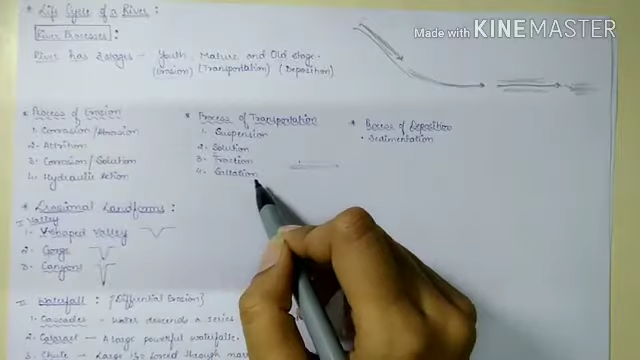 Made with KINEMASTER
* Life Cycle of a River :
River Processes :
River has 3 stages – Youth, Mature and Old stage.
(Erosion) (Transportation) (Deposition)
* Process of Erosion
1. Corrasion/Abrasion
2. Attrition
3. Corrosion/Solution
4. Hydraulic Action
* Process of Transportation
1. Suspension
2. Solution
3. Traction
4. Saltation
* Process of Deposition
• Sedimentation
* Erosional Landforms :
I. Valley
1. V shaped Valley
2. Gorge
3. Canyons
II. Waterfall : {Differential Erosion}
1. Cascades – Water descends a series
2. Cataract – A large powerful waterfall.
3. Chute – Large forced through